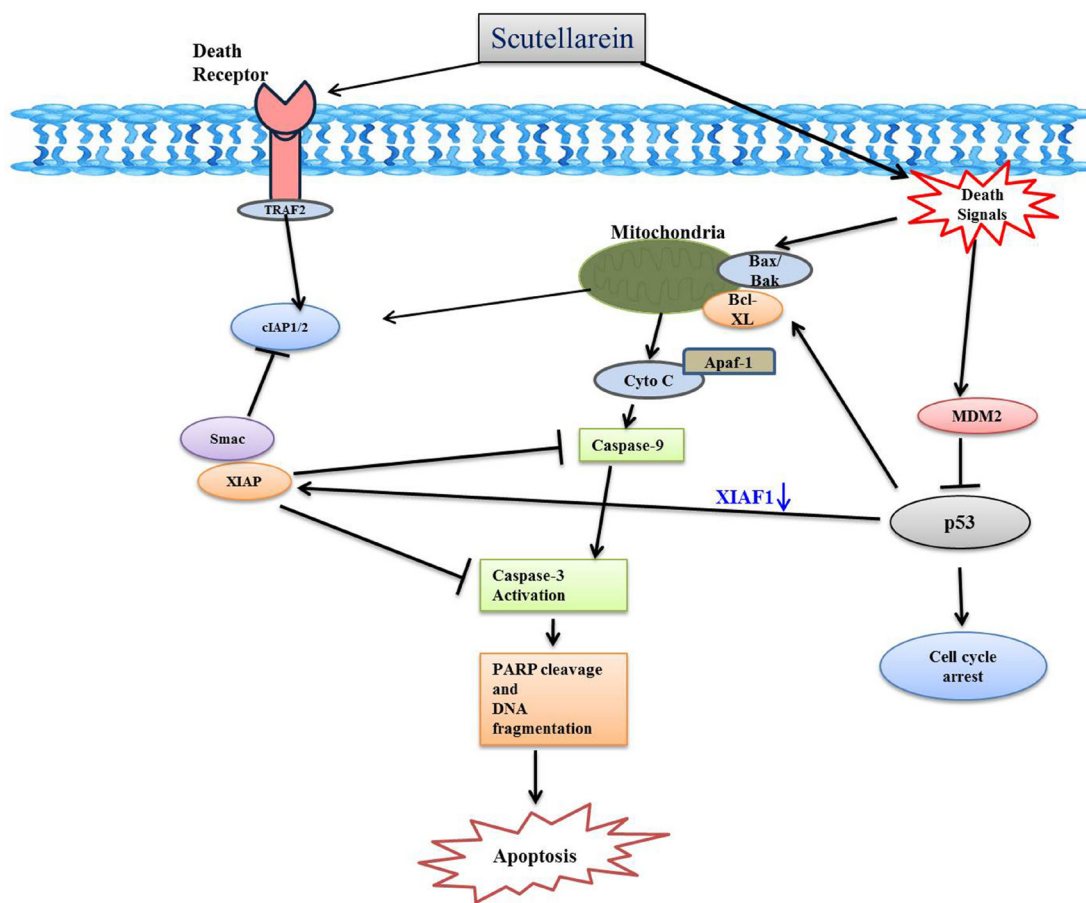 Scutellarein
Death
Receptor
TRAF2
Death
Signals
Mitochondria
Bax/
Bak
Bcl-
XL
cIAP1/2
Apaf-1
Cyto C
MDM2
Smac
Caspase-9
XIAP
XIAF1
p53
Caspase-3
Activation
Cell cycle
arrest
PARP cleavage
and
DNA
fragmentation
Apoptosis